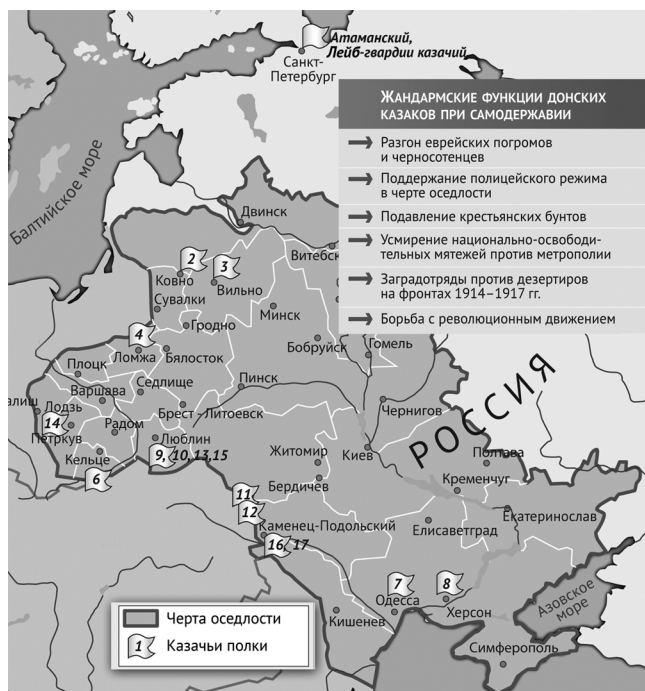 Атаманский,
Лейб-гвардии казачий
Санкт-
Петербург
ЖАНДАРМСКИЕ ФУНКЦИИ ДОНСКИХ
КАЗАКОВ ПРИ САМОДЕРЖАВИИ
Разгон еврейских погромов
и черносотенцев
Поддержание полицейского режима
в черте оседлости
Подавление крестьянских бунтов
Усмирение национально-освободи-
тельных мятежей против метрополии
Заградотряды против дезертиров
на фронтах 1914–1917 гг.
Борьба с революционным движением
Балтийское море
Двинск
Витебск
2
3
Ковно
Вильно
Сувалки
Минск
Гродно
4
Ломжа
Бялосток
Бобруйск
Гомель
Плоцк
Седлице
Пинск
Варшава
алиш
Лодзь
Брест - Литоевск
Чернигов
РОССИЯ
14
Петркув
Радом
Люблин
Киев
Полтава
Кельце
9, 10,13,15
Житомир
Кременчуг
6
Бердичев
11
12
Екатеринослав
Каменец-Подольский
Елисаветград
16, 17
7
8
Одесса
Херсон
Азовское
море
Кишенев
Симферополь
Черта оседлости
1
Казачьи полки